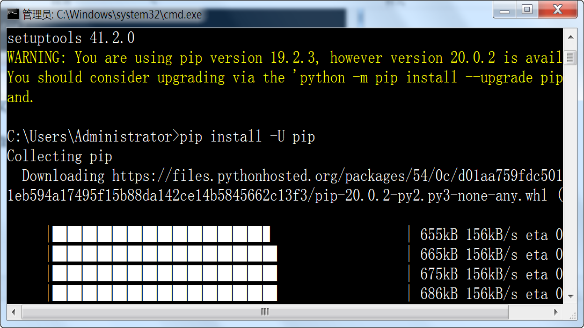 管理员: C:\Windows\system32\cmd.exe
setuptools 41.2.0
WARNING: You are using pip version 19.2.3, however version 20.0.2 is avail
You should consider upgrading via the 'python -m pip install --upgrade pip
and.
C:\Users\Administrator>pip install -U pip
Collecting pip
Downloading https://files.pythonhosted.org/packages/54/0c/d01aa759fdc501
1eb594a17495f15b88da142ce14b5845662c13f3/pip-20.0.2-py2.py3-none-any.whl (
| 655kB 156kB/s eta 0
| 665kB 156kB/s eta 0
| 675kB 156kB/s eta 0
| 686kB 156kB/s eta 0